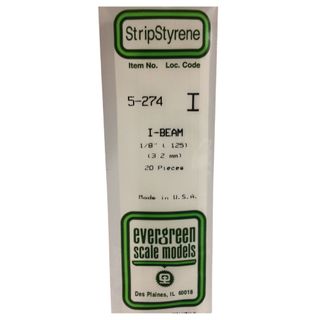 StripStyrene
Item No. Loc. Code
5-274 I
I-BEAM
1/8" ( 125)
(3.2 mm)
20 Pieces
Made in U.S.A.
evergreen
scale models
Des Plaines, IL 60018